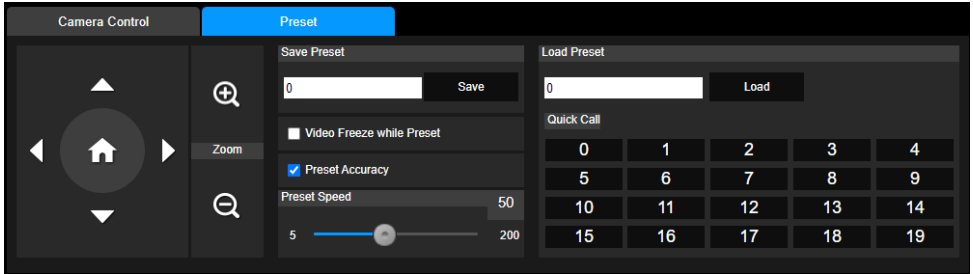 Camera Control
Preset
Save Preset
0
Save
Video Freeze while Preset
Preset Accuracy
Preset Speed
50
5
200
Zoom
Load Preset
0
Load
Quick Call
0 1 2 3 4
5 6 7 8 9
10 11 12 13 14
15 16 17 18 19